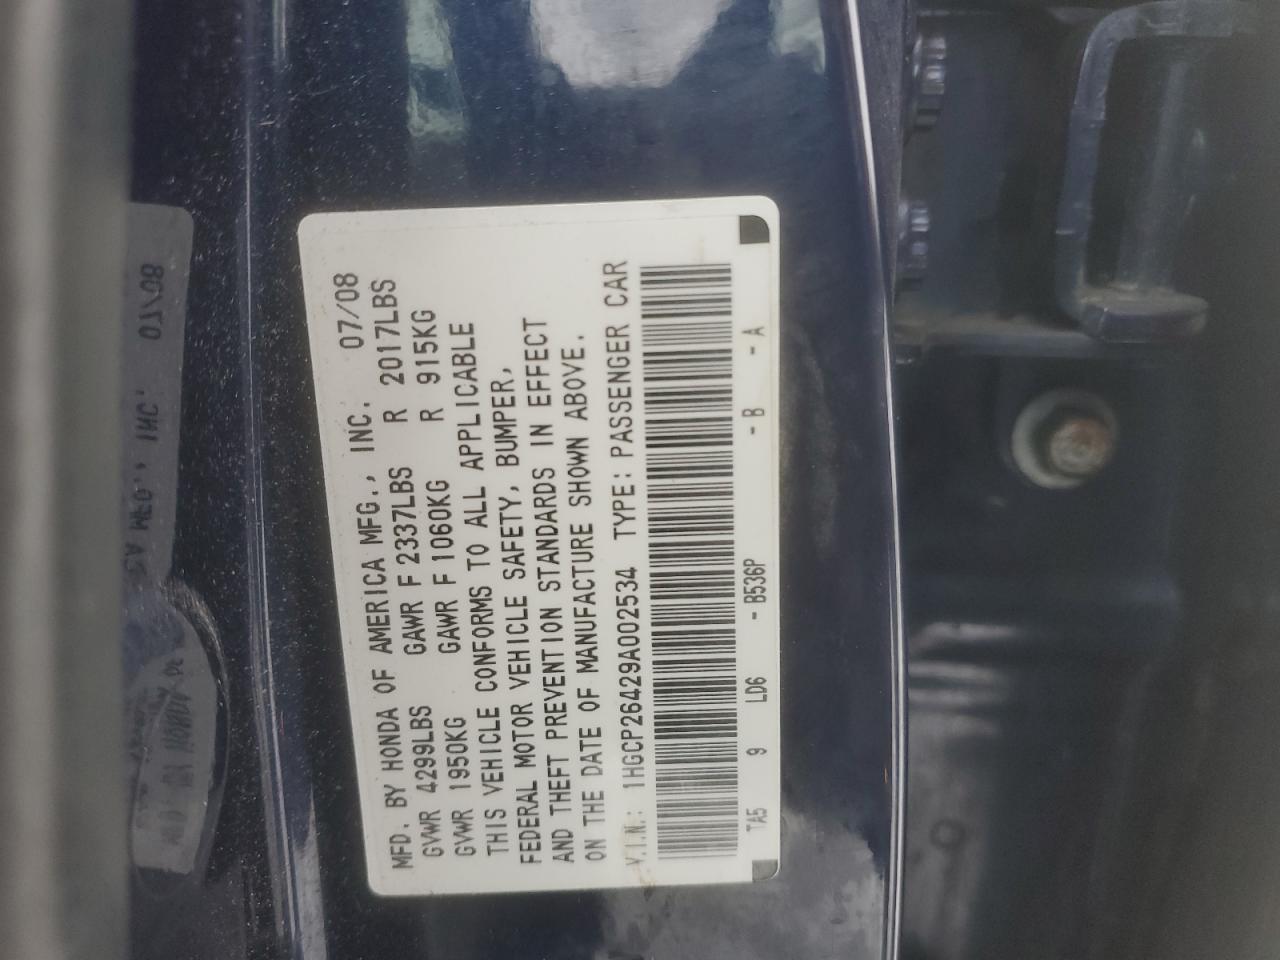 MFD. BY HONDA OF AMERICA MFG., INC. 07/08
GVWR 4299LBS GAWR F 2337LBS R 2017LBS
GVWR 1950KG GAWR F 1060KG R 915KG
THIS VEHICLE CONFORMS TO ALL APPLICABLE
FEDERAL MOTOR VEHICLE SAFETY, BUMPER,
AND THEFT PREVENTION STANDARDS IN EFFECT
ON THE DATE OF MANUFACTURE SHOWN ABOVE.
V.I.N.: 1HGCP26429A002534 TYPE: PASSENGER CAR
TA5 9 LD6 - B536P - B - A